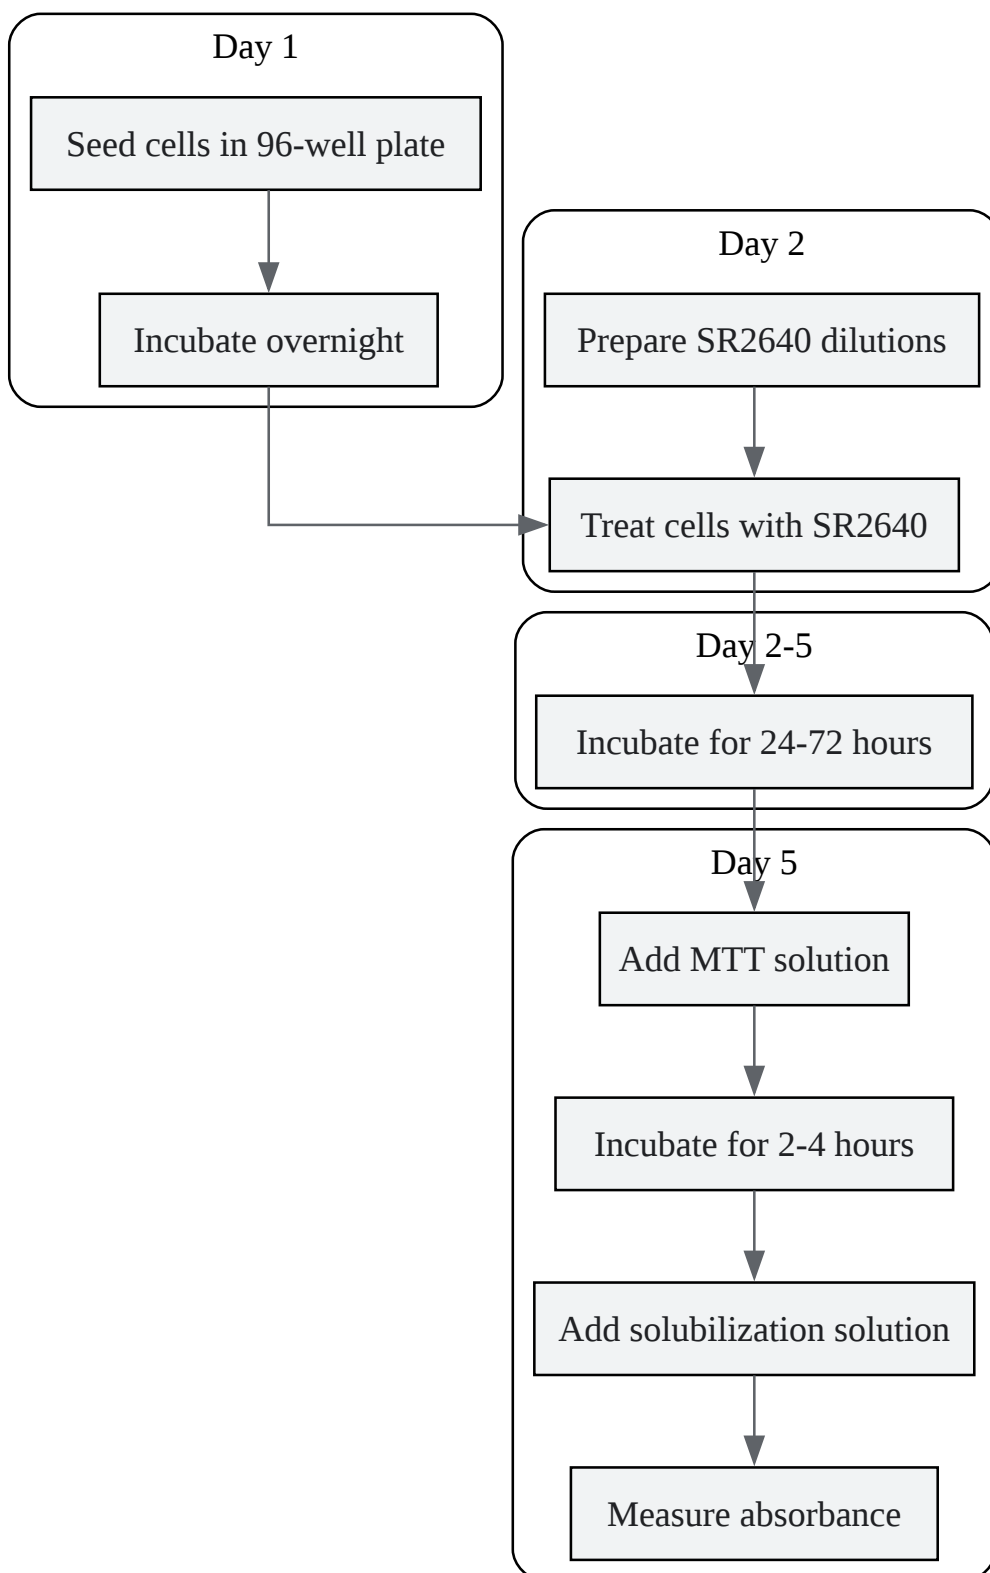 Day 1
Seed cells in 96-well plate
Incubate overnight
Day 2
Prepare SR2640 dilutions
Treat cells with SR2640
Day 2-5
Incubate for 24-72 hours
Day 5
Add MTT solution
Incubate for 2-4 hours
Add solubilization solution
Measure absorbance